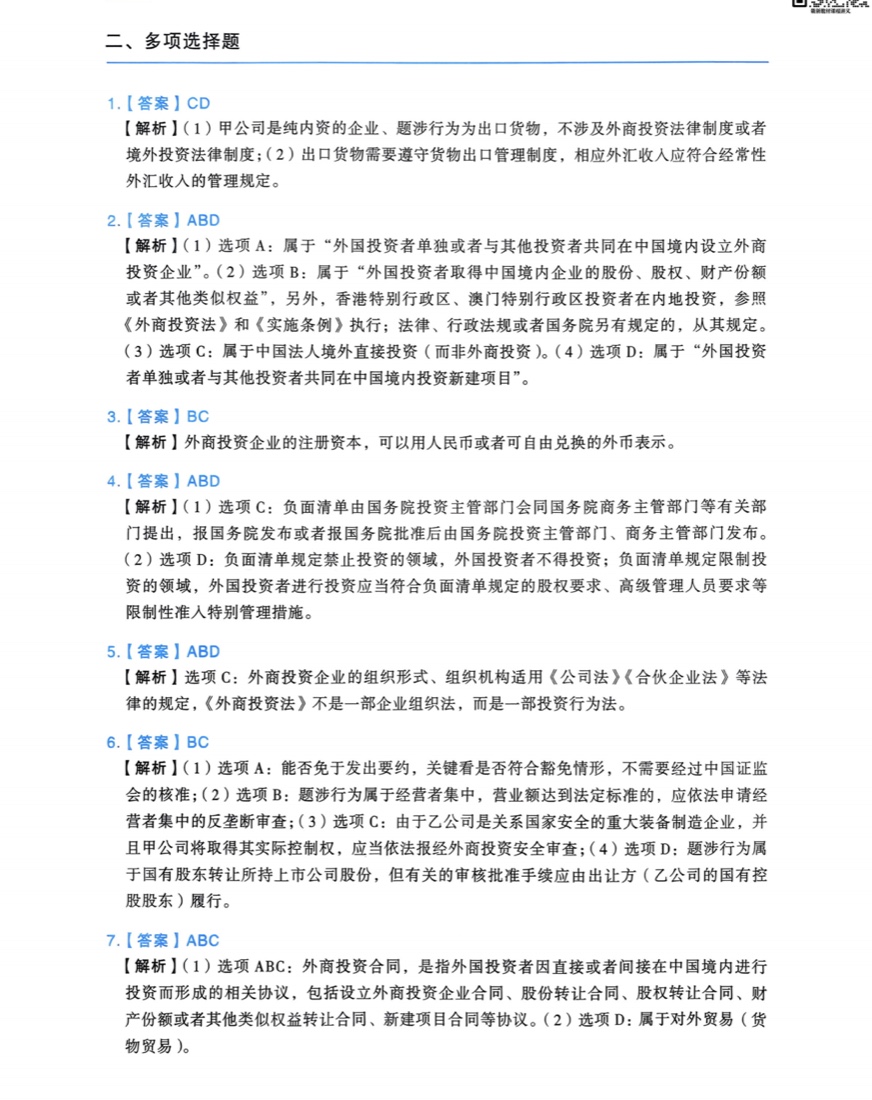 二、多项选择题
1.【答案】CD
【解析】(1)甲公司是纯内资的企业、题涉行为为出口货物，不涉及外商投资法律制度或者
境外投资法律制度；(2)出口货物需要遵守货物出口管理制度，相应外汇收入应符合经常性
外汇收入的管理规定。
2.【答案】ABD
【解析】(1)选项 A：属于“外国投资者单独或者与其他投资者共同在中国境内设立外商
投资企业”。(2)选项 B：属于“外国投资者取得中国境内企业的股份、股权、财产份额
或者其他类似权益”，另外，香港特别行政区、澳门特别行政区投资者在内地投资，参照
《外商投资法》和《实施条例》执行；法律、行政法规或者国务院另有规定的，从其规定。
(3)选项 C：属于中国法人境外直接投资（而非外商投资）。(4)选项 D：属于“外国投资
者单独或者与其他投资者共同在中国境内投资新建项目”。
3.【答案】BC
【解析】外商投资企业的注册资本，可以用人民币或者可自由兑换的外币表示。
4.【答案】ABD
【解析】(1)选项 C：负面清单由国务院投资主管部门会同国务院商务主管部门等有关部
门提出，报国务院发布或者报国务院批准后由国务院投资主管部门、商务主管部门发布。
(2)选项 D：负面清单规定禁止投资的领域，外国投资者不得投资；负面清单规定限制投
资的领域，外国投资者进行投资应当符合负面清单规定的股权要求、高级管理人员要求等
限制性准入特别管理措施。
5.【答案】ABD
【解析】选项 C：外商投资企业的组织形式、组织机构适用《公司法》《合伙企业法》等法
律的规定，《外商投资法》不是一部企业组织法，而是一部投资行为法。
6.【答案】BC
【解析】(1)选项 A：能否免于发出要约，关键看是否符合豁免情形，不需要经过中国证监
会的核准；(2)选项 B：题涉行为属于经营者集中，营业额达到法定标准的，应依法申请经
营者集中的反垄断审查；(3)选项 C：由于乙公司是关系国家安全的重大装备制造企业，并
且甲公司将取得其实际控制权，应当依法报经外商投资安全审查；(4)选项 D：题涉行为属
于国有股东转让所持上市公司股份，但有关的审核批准手续应由出让方（乙公司的国有控
股股东）履行。
7.【答案】ABC
【解析】(1)选项 ABC：外商投资合同，是指外国投资者因直接或者间接在中国境内进行
投资而形成的相关协议，包括设立外商投资企业合同、股份转让合同、股权转让合同、财
产份额或者其他类似权益转让合同、新建项目合同等协议。(2)选项 D：属于对外贸易（货
物贸易）。